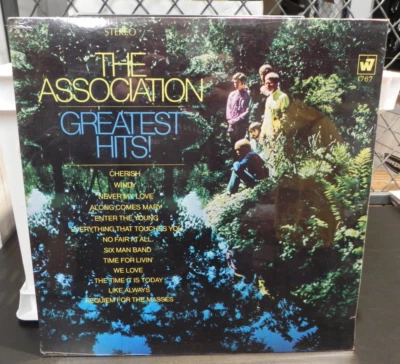 STEREO
THE
ASSOCIATION
GREATEST
HITS!
W7
1767
CHERISH
WINDY
NEVER MY LOVE
ALONG COMES MARY
ENTER THE YOUNG
EVERYTHING THAT TOUCHES YOU
NO FAIR AT ALL
SIX MAN BAND
TIME FOR LIVIN'
WE LOVE
THE TIME IT IS TODAY
LIKE ALWAYS
REQUIEM FOR THE MASSES